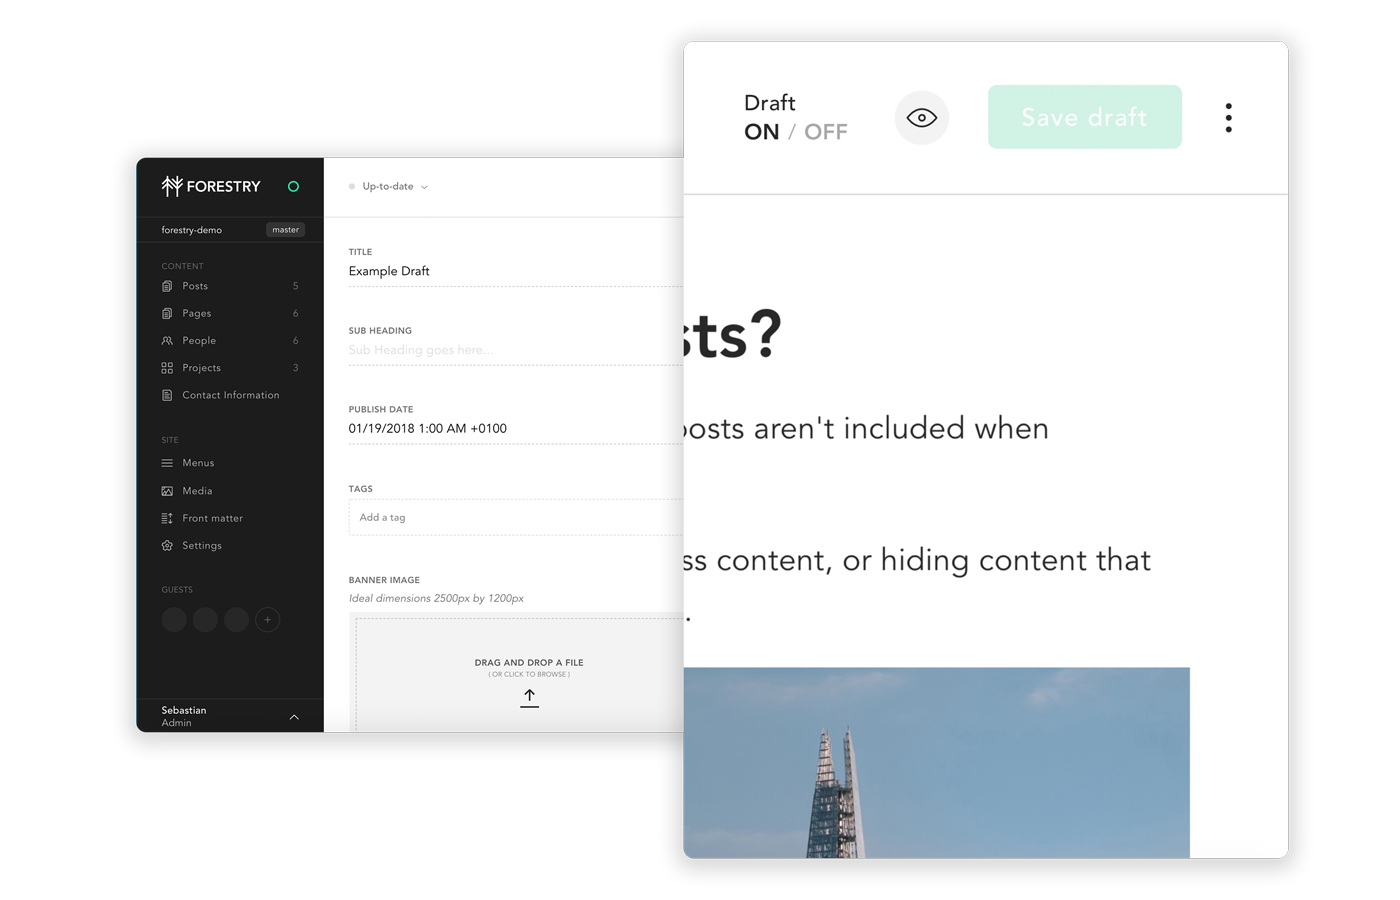 FORESTRY
forestry-demo master
CONTENT
Posts 5
Pages 6
People 6
Projects 3
Contact Information
SITE
Menus
Media
Front matter
Settings
GUESTS
+
Sebastian
Admin
Up-to-date
TITLE
Example Draft
SUB HEADING
Sub Heading goes here...
PUBLISH DATE
01/19/2018 1:00 AM +0100
TAGS
Add a tag
BANNER IMAGE
Ideal dimensions 2500px by 1200px
DRAG AND DROP A FILE
( OR CLICK TO BROWSE )
Draft
ON / OFF
Save draft
sts?
posts aren't included when
ss content, or hiding content that
.